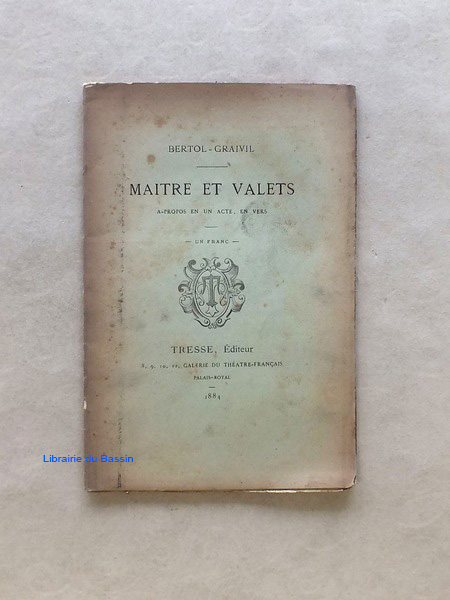 BERTOL-GRAIVIL
MAITRE ET VALETS
A-PROPOS EN UN ACTE, EN VERS
— UN FRANC —
T
TRESSE, Éditeur
8, 9, 10, 11, GALERIE DU THÉATRE-FRANÇAIS
PALAIS-ROYAL
1884
Librairie du Bassin